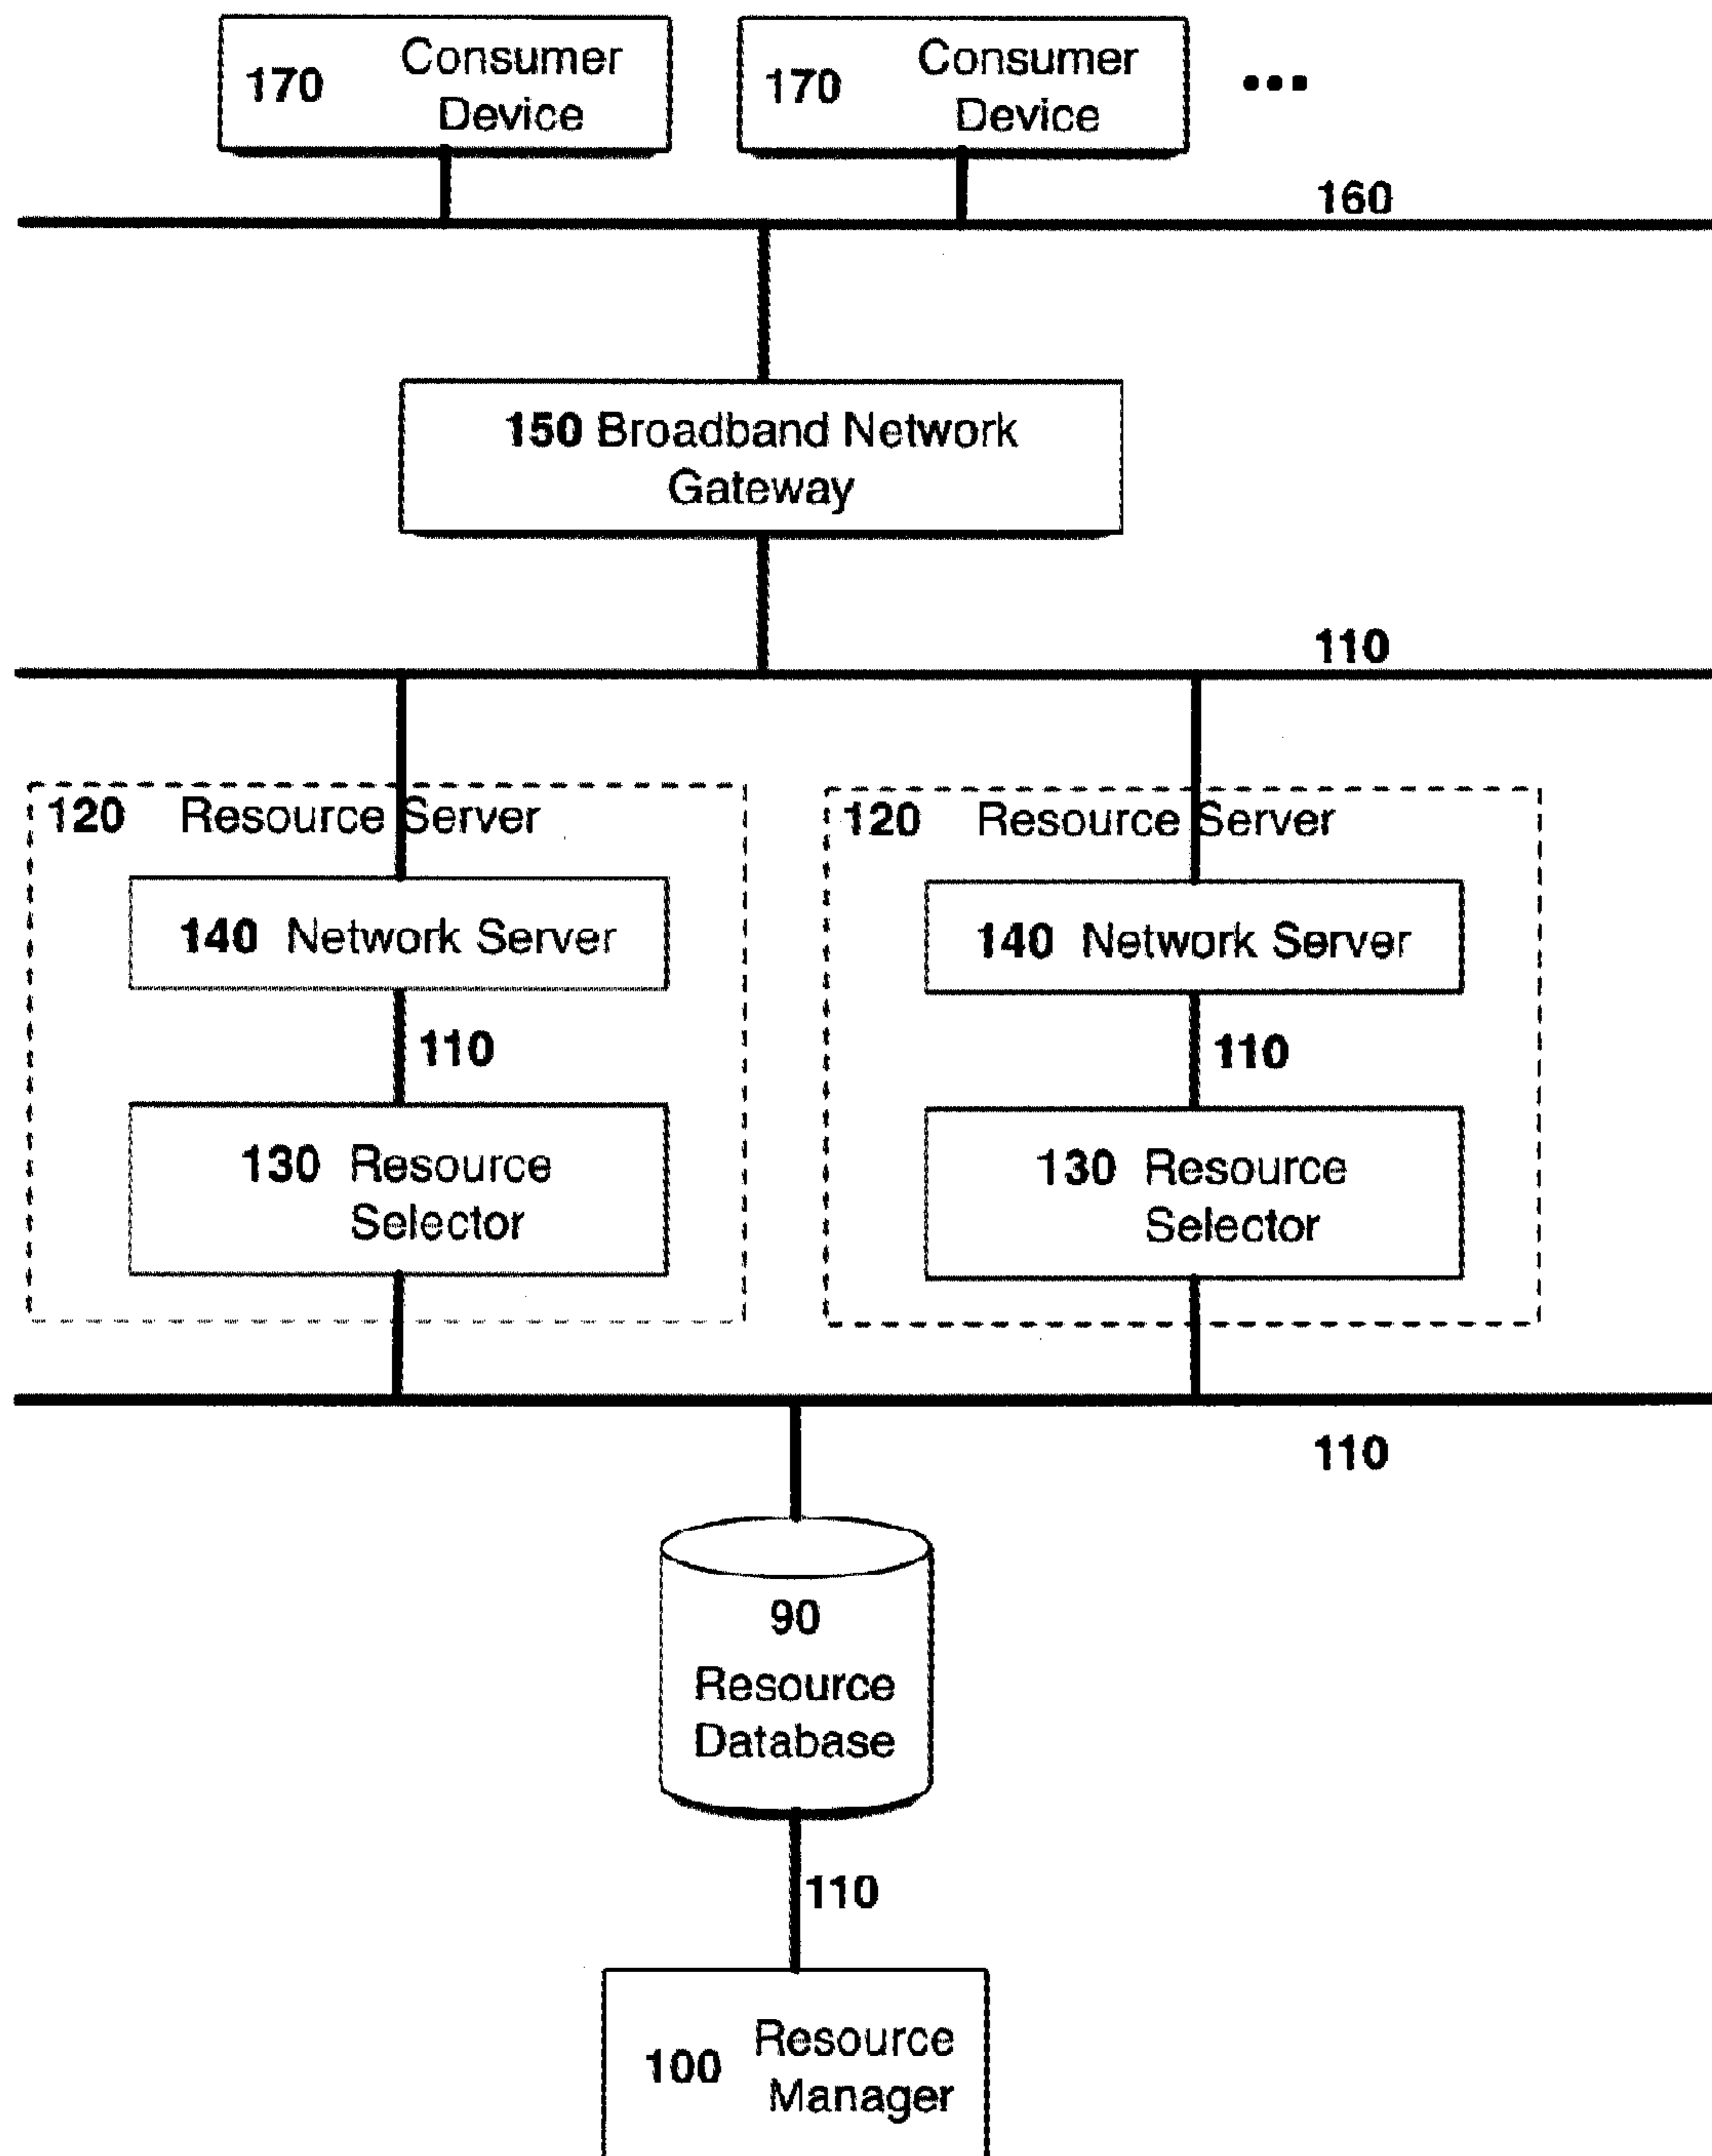 170 Consumer
Device
170 Consumer
Device
...
160
150 Broadband Network
Gateway
110
120 Resource Server
120 Resource Server
140 Network Server
140 Network Server
110
110
130 Resource
Selector
130 Resource
Selector
110
90
Resource
Database
110
100 Resource
Manager